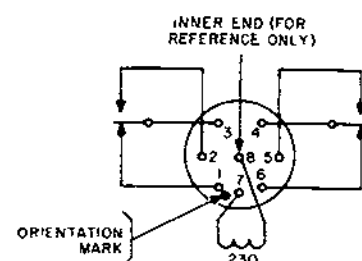 INNER END (FOR
REFERENCE ONLY)
3 4
2 8 5
1 7 6
ORIENTATION
MARK
230